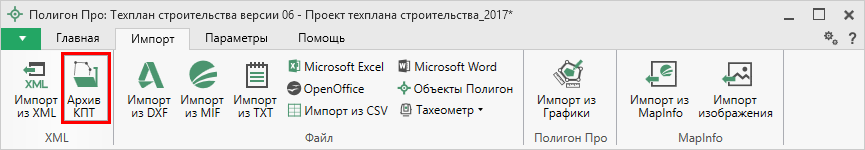 Полигон Про: Техплан строительства версии 06 - Проект техплана строительства_2017*
Главная Импорт Параметры Помощь
XML
Импорт из XML
Архив КПТ
Импорт из DXF
Импорт из MIF
Импорт из TXT
Microsoft Excel
OpenOffice
Импорт из CSV
Microsoft Word
Объекты Полигон
Тахеометр
Импорт из Графики
Импорт из MapInfo
Импорт изображения
XML Файл Полигон Про MapInfo